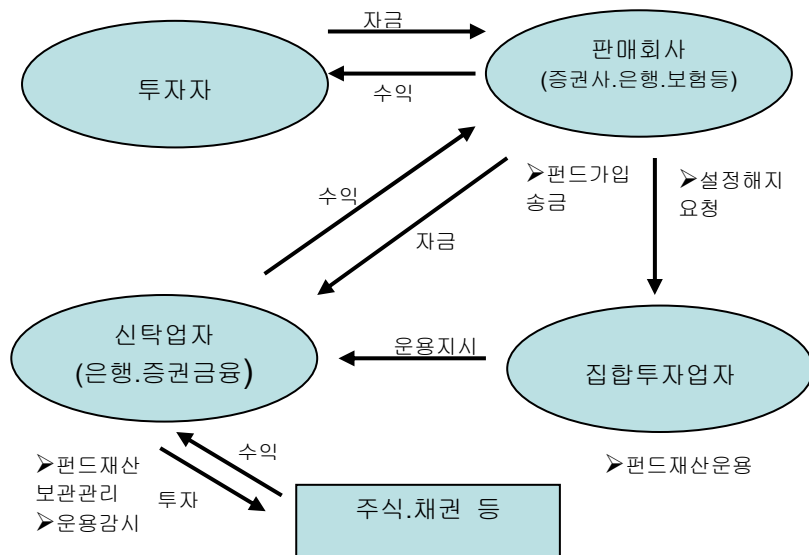 자금
투자자
판매회사
(증권사.은행.보험등)
수익
수익
자금
➢펀드가입
송금
➢설정해지
요청
신탁업자
(은행.증권금융)
운용지시
집합투자업자
➢펀드재산
보관관리
➢운용감시
수익
투자
➢펀드재산운용
주식.채권 등